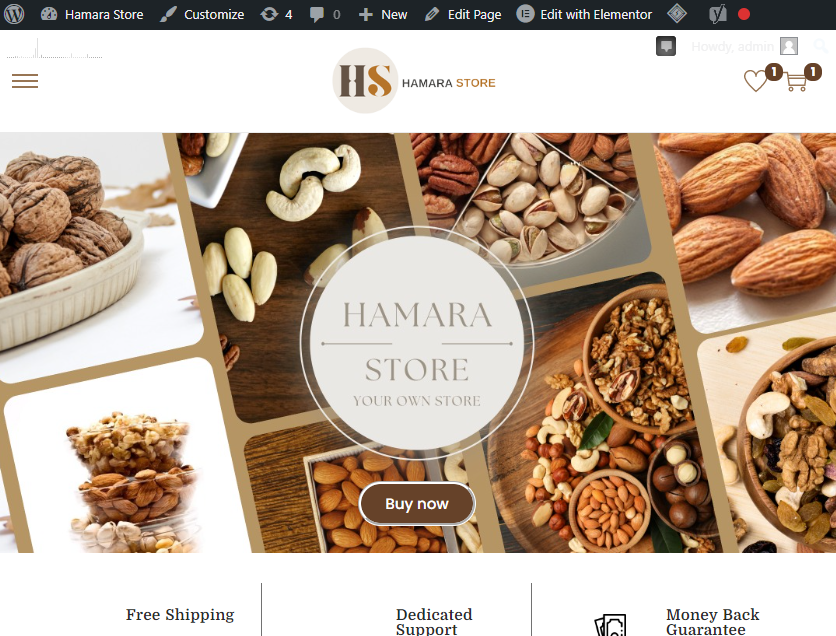 Hamara Store Customize 4 0 New Edit Page Edit with Elementor
Howdy, admin
HS HAMARA STORE
1 1
HAMARA
STORE
YOUR OWN STORE
Buy now
Free Shipping
Dedicated
Support
Money Back
Guarantee